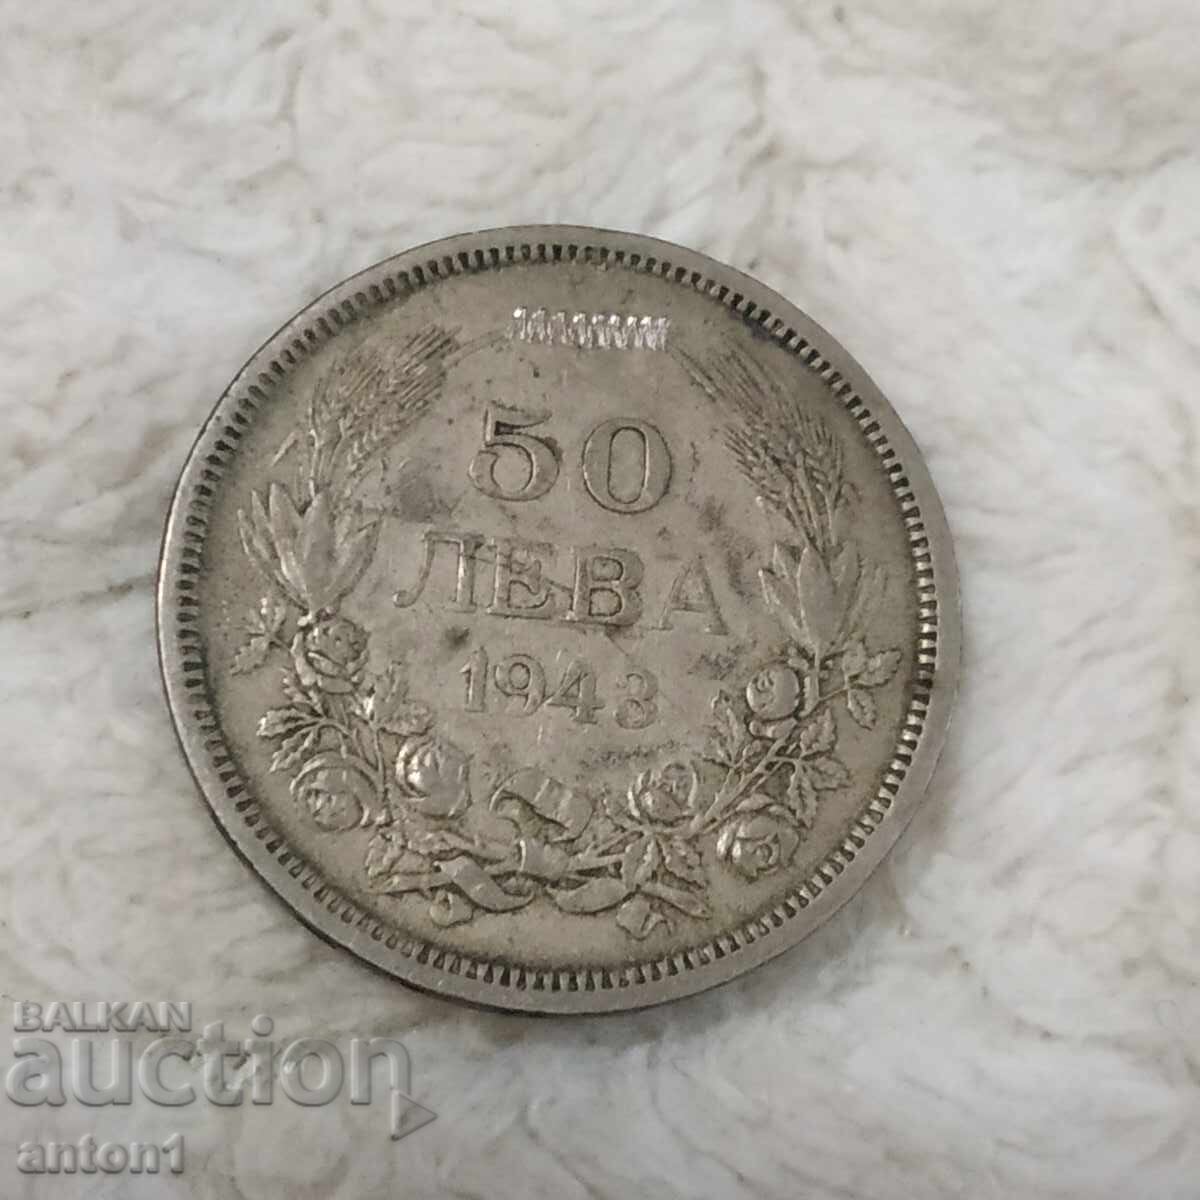 50
ЛЕВА
1943
BALKAN
auction
anton1